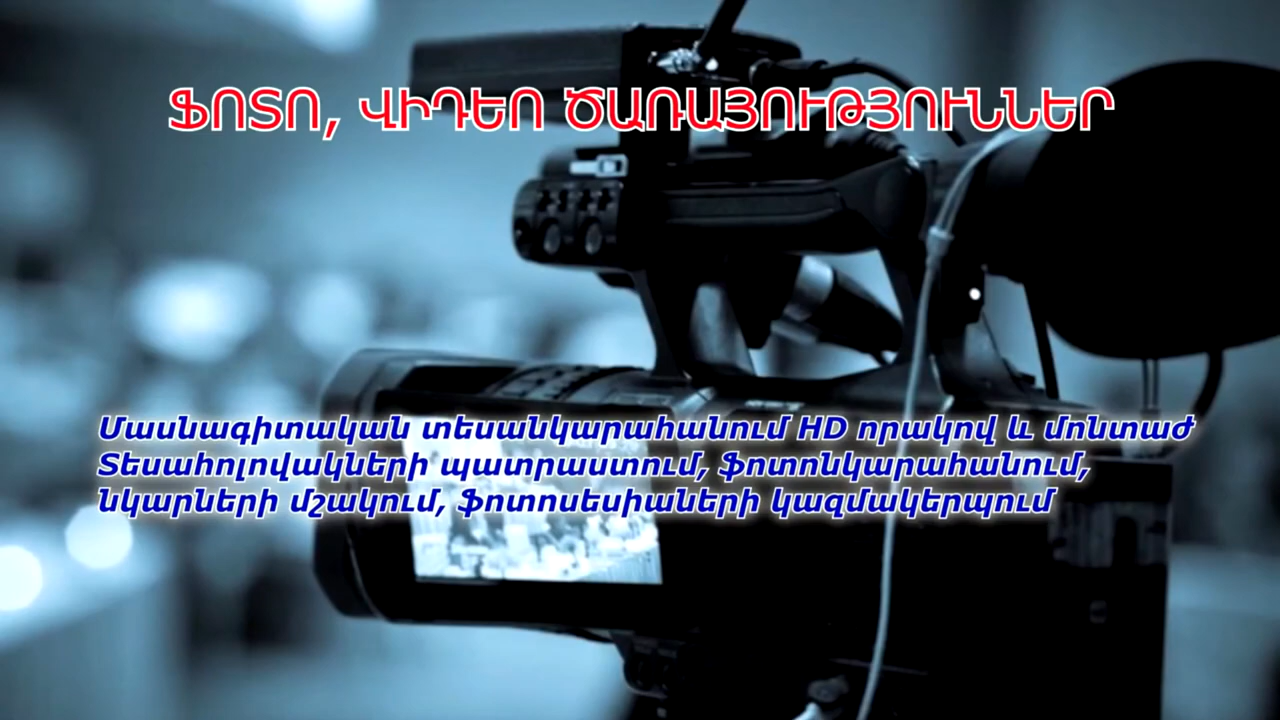 ՖՈՏՈ, ՎԻԴԵՈ ԾԱՌԱՅՈՒԹՅՈՒՆՆԵՐ
Մասնագիտական տեսանկարահանում HD որակով և մոնտաժ
Տեսահոլովակների պատրաստում, ֆոտոնկարահանում,
նկարների մշակում, ֆոտոսեսիաների կազմակերպում